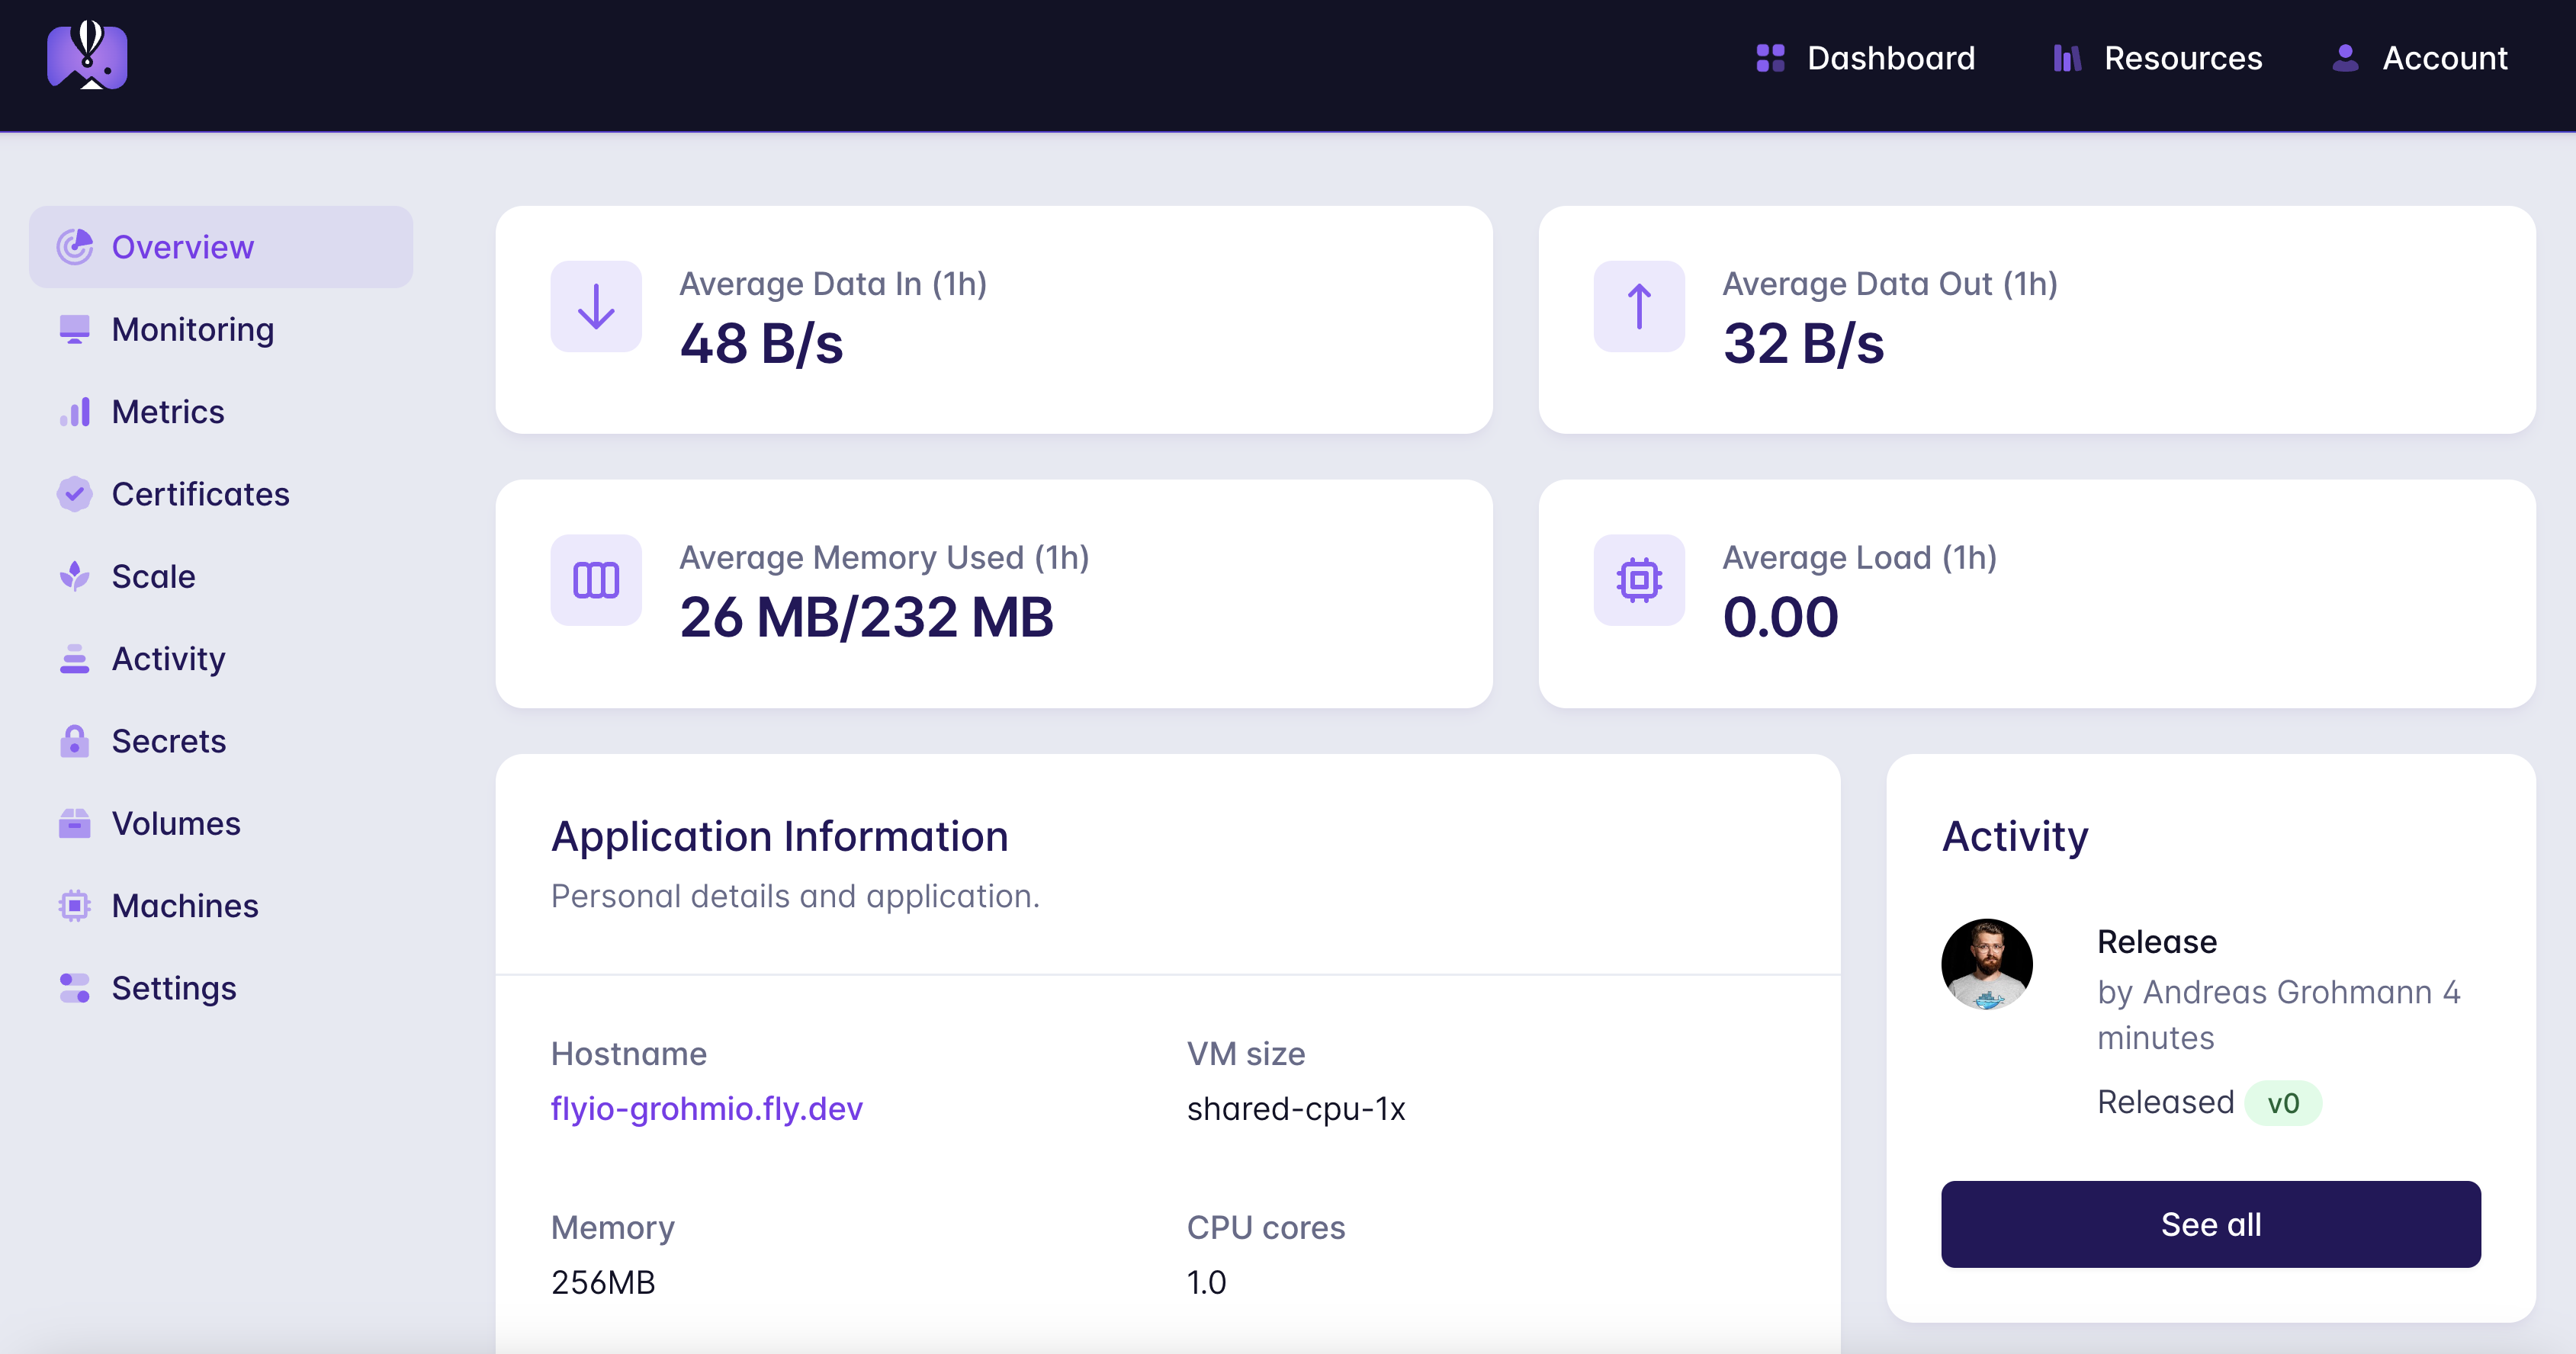 Dashboard
Resources
Account
Overview
Monitoring
Metrics
Certificates
Scale
Activity
Secrets
Volumes
Machines
Settings
Average Data In (1h)
48 B/s
Average Data Out (1h)
32 B/s
Average Memory Used (1h)
26 MB/232 MB
Average Load (1h)
0.00
Application Information
Personal details and application.
Hostname
flyio-grohmio.fly.dev
VM size
shared-cpu-1x
Memory
256MB
CPU cores
1.0
Activity
Release
by Andreas Grohmann 4
minutes
Released v0
See all